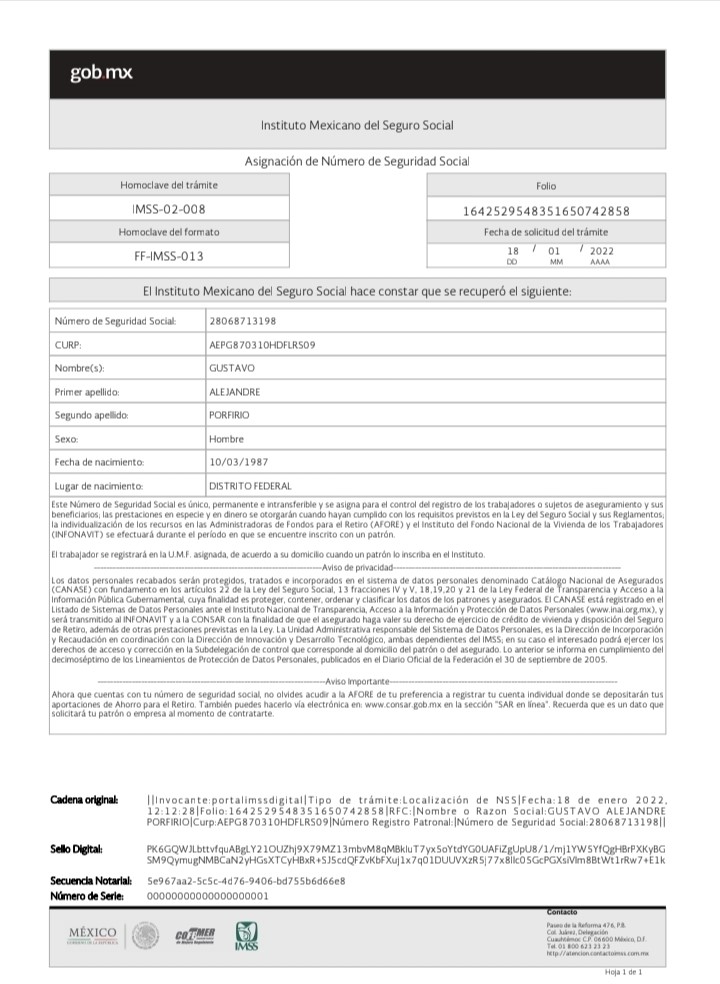 gob.mx
Instituto Mexicano del Seguro Social
Asignación de Número de Seguridad Social
Homoclave del trámite
IMSS-02-008
Homoclave del formato
FF-IMSS-013
Folio
1642529548351650742858
Fecha de solicitud del trámite
18 / 01 / 2022
DD MM AAAA
El Instituto Mexicano del Seguro Social hace constar que se recuperó el siguiente:
Número de Seguridad Social: 28068713198
CURP: AEPG870310HDFLRS09
Nombre(s): GUSTAVO
Primer apellido: ALEJANDRE
Segundo apellido: PORFIRIO
Sexo: Hombre
Fecha de nacimiento: 10/03/1987
Lugar de nacimiento: DISTRITO FEDERAL
Este Número de Seguridad Social es único, permanente e intransferible y se asigna para el control del registro de los trabajadores o sujetos de aseguramiento y sus
beneficiarios; las prestaciones en especie y en dinero se otorgarán cuando hayan cumplido con los requisitos previstos en la Ley del Seguro Social y sus Reglamentos;
la individualización de los recursos en las Administradoras de Fondos para el Retiro (AFORE) y el Instituto del Fondo Nacional de la Vivienda de los Trabajadores
(INFONAVIT) se efectuará durante el período en que se encuentre inscrito con un patrón.
El trabajador se registrará en la U.M.F. asignada, de acuerdo a su domicilio cuando un patrón lo inscriba en el Instituto.
Aviso de privacidad
Los datos personales recabados serán protegidos, tratados e incorporados en el sistema de datos personales denominado Catálogo Nacional de Asegurados
(CANASE) con fundamento en los artículos 22 de la Ley del Seguro Social, 13 fracciones IV y V, 18,19,20 y 21 de la Ley Federal de Transparencia y Acceso a la
Información Pública Gubernamental, cuya finalidad es proteger, contener, ordenar y clasificar los datos de los patrones y asegurados. El CANASE está registrado en el
Listado de Sistemas de Datos Personales ante el Instituto Nacional de Transparencia, Acceso a la Información y Protección de Datos Personales (www.inai.org.mx), y
será transmitido al INFONAVIT y a la CONSAR con la finalidad de que el asegurado haga valer su derecho de ejercicio de crédito de vivienda y disposición del Seguro
de Retiro, además de otras prestaciones previstas en la Ley. La Unidad Administrativa responsable del Sistema de Datos Personales, es la Dirección de Incorporación
y Recaudación en coordinación con la Dirección de Innovación y Desarrollo Tecnológico, ambas dependientes del IMSS; en su caso el interesado podrá ejercer los
derechos de acceso y corrección en la Subdelegación de control que corresponde al domicilio del patrón o del asegurado. Lo anterior se informa en cumplimiento del
decimoséptimo de los Lineamientos de Protección de Datos Personales, publicados en el Diario Oficial de la Federación el 30 de septiembre de 2005.
Aviso Importante
Ahora que cuentas con tu número de seguridad social, no olvides acudir a la AFORE de tu preferencia a registrar tu cuenta individual donde se depositarán tus
aportaciones de Ahorro para el Retiro. También puedes hacerlo vía electrónica en: www.consar.gob.mx en la sección "SAR en línea". Recuerda que es un dato que
solicitará tu patrón o empresa al momento de contratarte.
Cadena original: ||Invocante:portalimssdigital|Tipo de trámite:Localización de NSS|Fecha:18 de enero 2022,
12:12:28|Folio:1642529548351650742858|RFC:|Nombre o Razon Social:GUSTAVO ALEJANDRE
PORFIRIO|Curp:AEPG870310HDFLRS09|Número Registro Patronal:|Número de Seguridad Social:28068713198||
Sello Digital: PK6GQWJLbttvfquABgLY21OUZhJ9X79MZ13mbvM8qMBkluT7yx5oYtdYG0UAFiZgUpU8/1/mj1YW5YfQgHBrPXKyBG
SM9QymugNMBCaN2yHGsXTCyHBxR+SJ5cdQFZvKbFXuj1x7q01DUUVXzR5j77x8Ilc05GcPGXsiVlm8BtWt1rRw7+E1k
Secuencia Notarial: 5e967aa2-5c5c-4d76-9406-bd755b6d66e8
Número de Serie: 00000000000000000001
MÉXICO
COFEMER
IMSS
Contacto
Paseo de la Reforma 476, P.B.
Col. Juárez, Delegación
Cuauhtémoc C.P. 06600 México, D.F.
Tel. 01 800 623 23 23
http://atencion.contactoimss.com.mx
Hoja 1 de 1